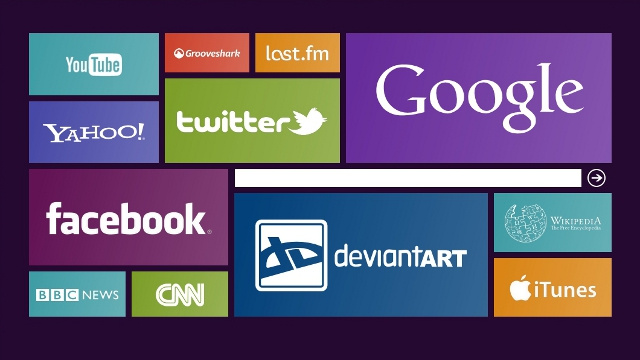 YouTube
Grooveshark
last.fm
Google
YAHOO!
twitter
facebook®
deviantART
WIKIPEDIA
The Free Encyclopedia
BBC NEWS
CNN
iTunes